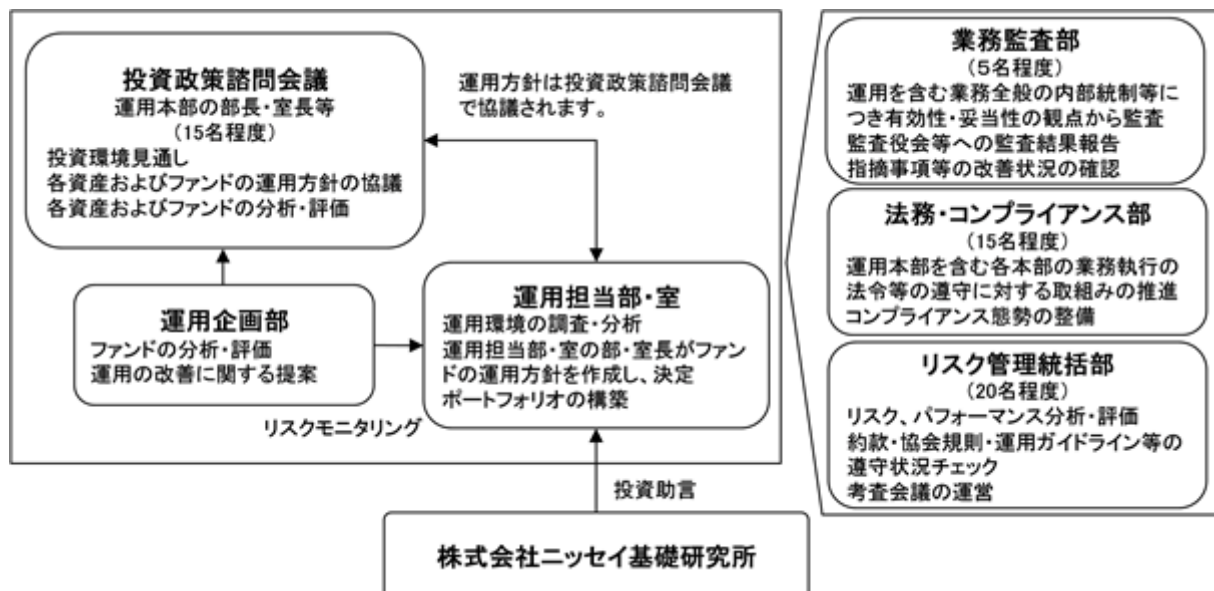 投資政策諮問会議
運用本部の部長・室長等
(15名程度)
投資環境見通し
各資産およびファンドの運用方針の協議
各資産およびファンドの分析・評価
運用方針は投資政策諮問会議
で協議されます。
運用企画部
ファンドの分析・評価
運用の改善に関する提案
運用担当部・室
運用環境の調査・分析
運用担当部・室の部・室長がファン
ドの運用方針を作成し、決定
ポートフォリオの構築
リスクモニタリング
投資助言
株式会社ニッセイ基礎研究所
業務監査部
(5名程度)
運用を含む業務全般の内部統制等に
つき有効性・妥当性の観点から監査
監査役会等への監査結果報告
指摘事項等の改善状況の確認
法務・コンプライアンス部
(15名程度)
運用本部を含む各本部の業務執行の
法令等の遵守に対する取組みの推進
コンプライアンス態勢の整備
リスク管理統括部
(20名程度)
リスク、パフォーマンス分析・評価
約款・協会規則・運用ガイドライン等の
遵守状況チェック
考査会議の運営